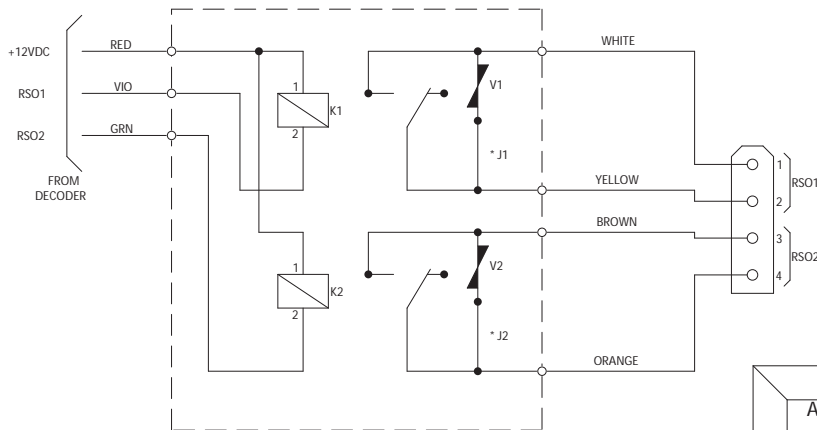 +12VDC
RED
WHITE
RSO1
VIO
1
K1
V1
RSO2
GRN
2
* J1
FROM
DECODER
YELLOW
1
2
RSO1
BROWN
3
4
RSO2
1
K2
V2
2
* J2
ORANGE
A